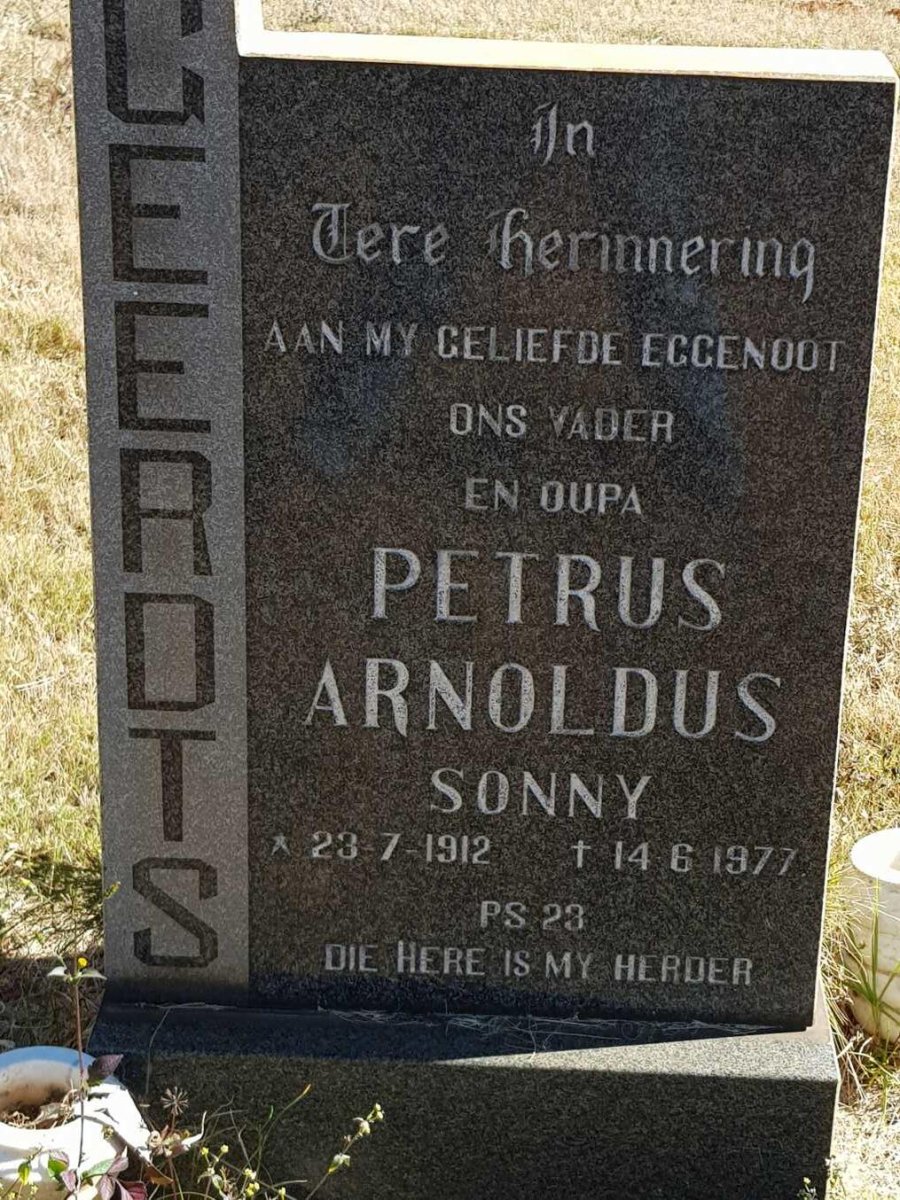 GEERDTS
In
Tere herinnering
AAN MY GELIEFDE EGGENOOT
ONS VADER
EN OUPA
PETRUS
ARNOLDUS
SONNY
* 23-7-1912 † 14 6 1977
PS 23
DIE HERE IS MY HERDER